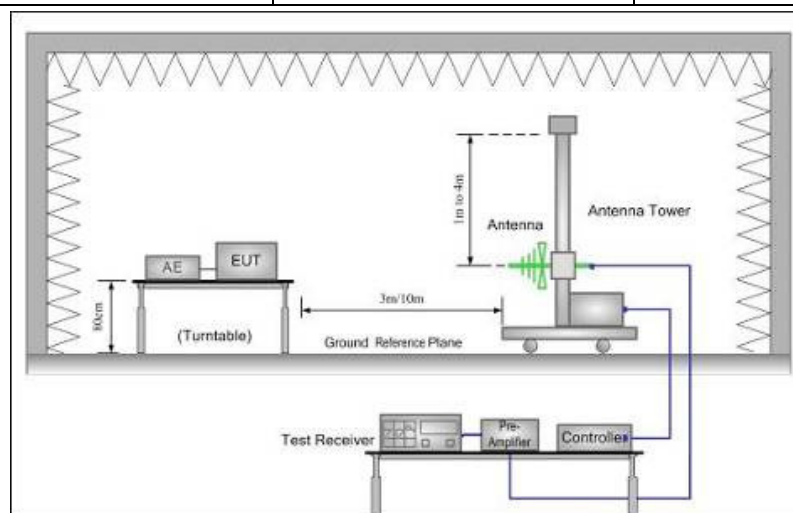 1m to 4m
Antenna
Antenna Tower
AE
EUT
80cm
3m/10m
(Turntable)
Ground Reference Plane
Test Receiver
Pre-
Amplifier
Controller